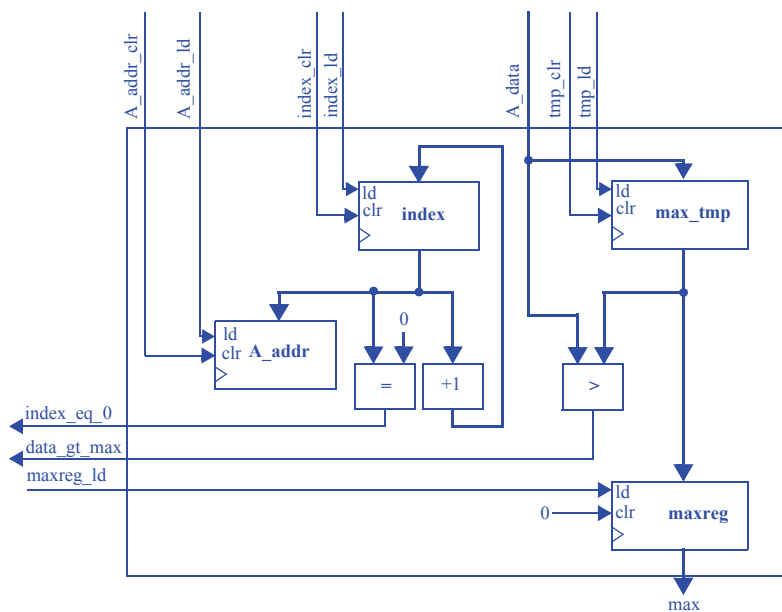 A_addr_clr
A_addr_ld
index_clr
index_ld
A_data
tmp_clr
tmp_ld
ld
clr
index
ld
clr
max_tmp
ld
clr
A_addr
0
=
+1
>
index_eq_0
data_gt_max
maxreg_ld
ld
0
clr
maxreg
max